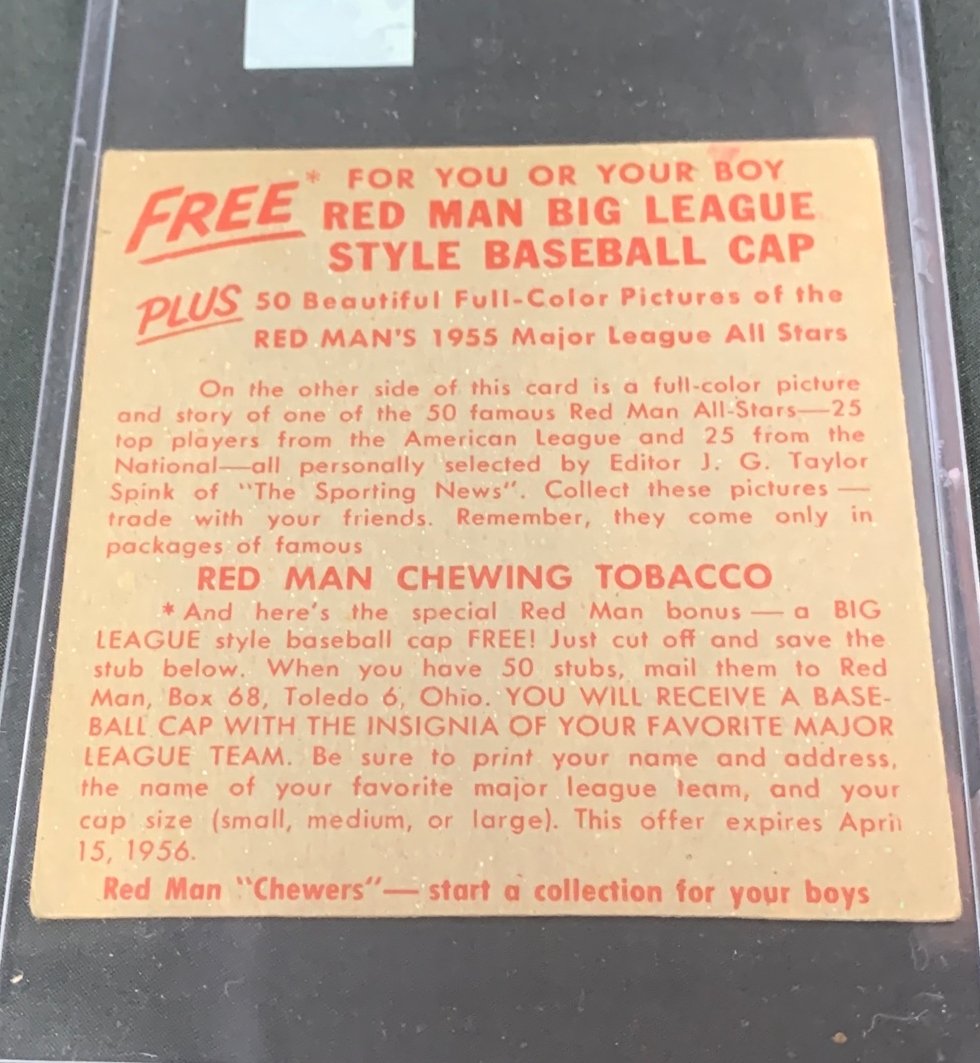 FREE* FOR YOU OR YOUR BOY
RED MAN BIG LEAGUE
STYLE BASEBALL CAP
PLUS 50 Beautiful Full-Color Pictures of the
RED MAN'S 1955 Major League All Stars
On the other side of this card is a full-color picture
and story of one of the 50 famous Red Man All-Stars—25
top players from the American League and 25 from the
National—all personally selected by Editor J. G. Taylor
Spink of "The Sporting News". Collect these pictures—
trade with your friends. Remember, they come only in
packages of famous
RED MAN CHEWING TOBACCO
*And here's the special Red Man bonus—a BIG
LEAGUE style baseball cap FREE! Just cut off and save the
stub below. When you have 50 stubs, mail them to Red
Man, Box 68, Toledo 6, Ohio. YOU WILL RECEIVE A BASE-
BALL CAP WITH THE INSIGNIA OF YOUR FAVORITE MAJOR
LEAGUE TEAM. Be sure to print your name and address,
the name of your favorite major league team, and your
cap size (small, medium, or large). This offer expires April
15, 1956.
Red Man "Chewers"—start a collection for your boys